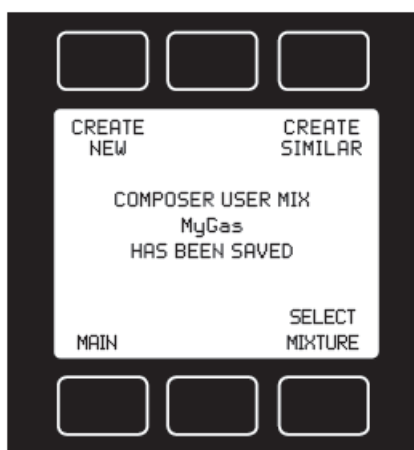 CREATE
NEW
CREATE
SIMILAR
COMPOSER USER MIX
MyGas
HAS BEEN SAVED
MAIN
SELECT
MIXTURE